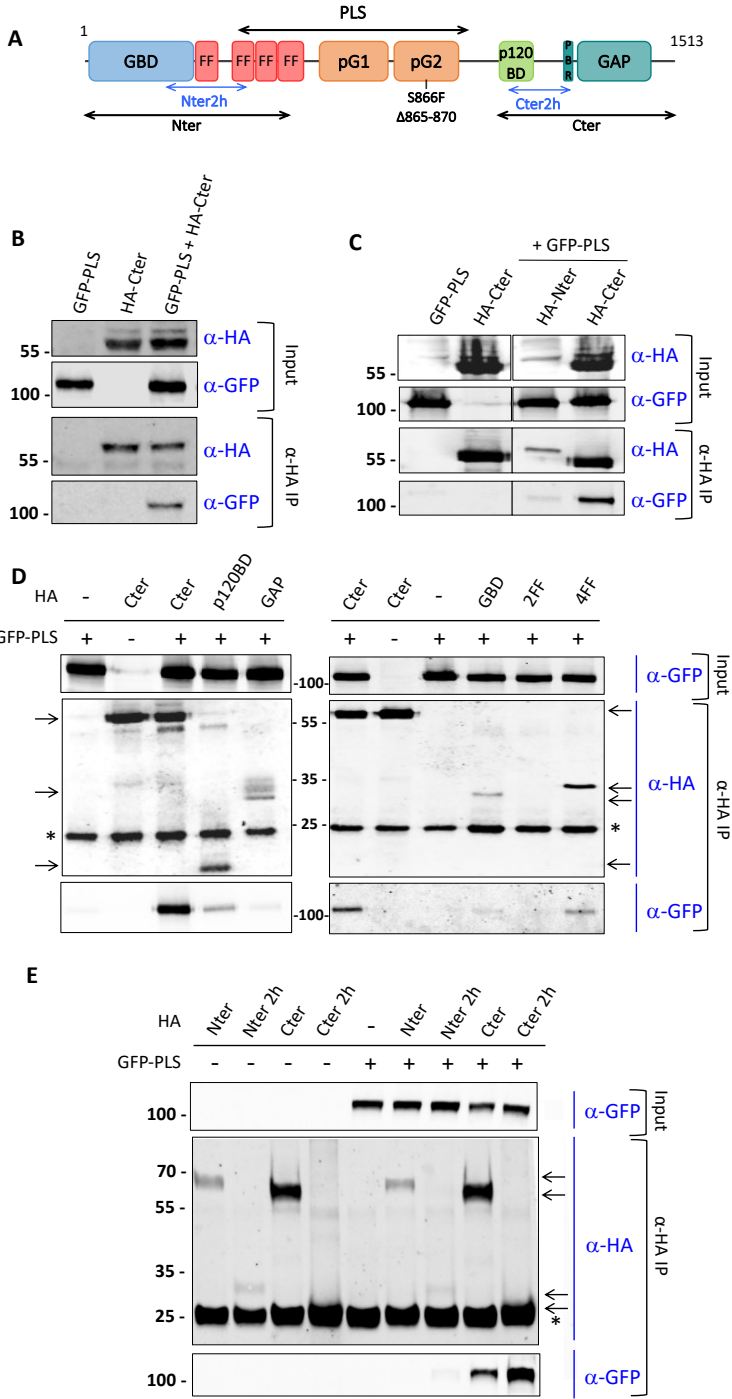 A
1
PLS
1513
GBD FF FF FF FF pG1 pG2 p120 BD PBR GAP
Nter2h
S866F
Cter2h
Δ865-870
Nter
Cter
B
GFP-PLS
HA-Cter
GFP-PLS + HA-Cter
55 - α-HA
100 - α-GFP
Input
55 - α-HA
100 - α-GFP
α-HA IP
C
+ GFP-PLS
GFP-PLS
HA-Cter
HA-Nter
HA-Cter
55 - α-HA
100 - α-GFP
Input
55 - α-HA
100 - α-GFP
α-HA IP
D
HA - Cter Cter p120BD GAP Cter Cter - GBD 2FF 4FF
GFP-PLS + - + + + + - + + + +
-100- α-GFP
Input
- 55 -
- 35 -
α-HA
- 25 -
* *
-100- α-GFP
α-HA IP
E
HA Nter Nter 2h Cter Cter 2h - Nter Nter 2h Cter Cter 2h
GFP-PLS - - - - + + + + +
100 - α-GFP
Input
70 -
55 -
α-HA
35 -
25 - *
100 - α-GFP
α-HA IP